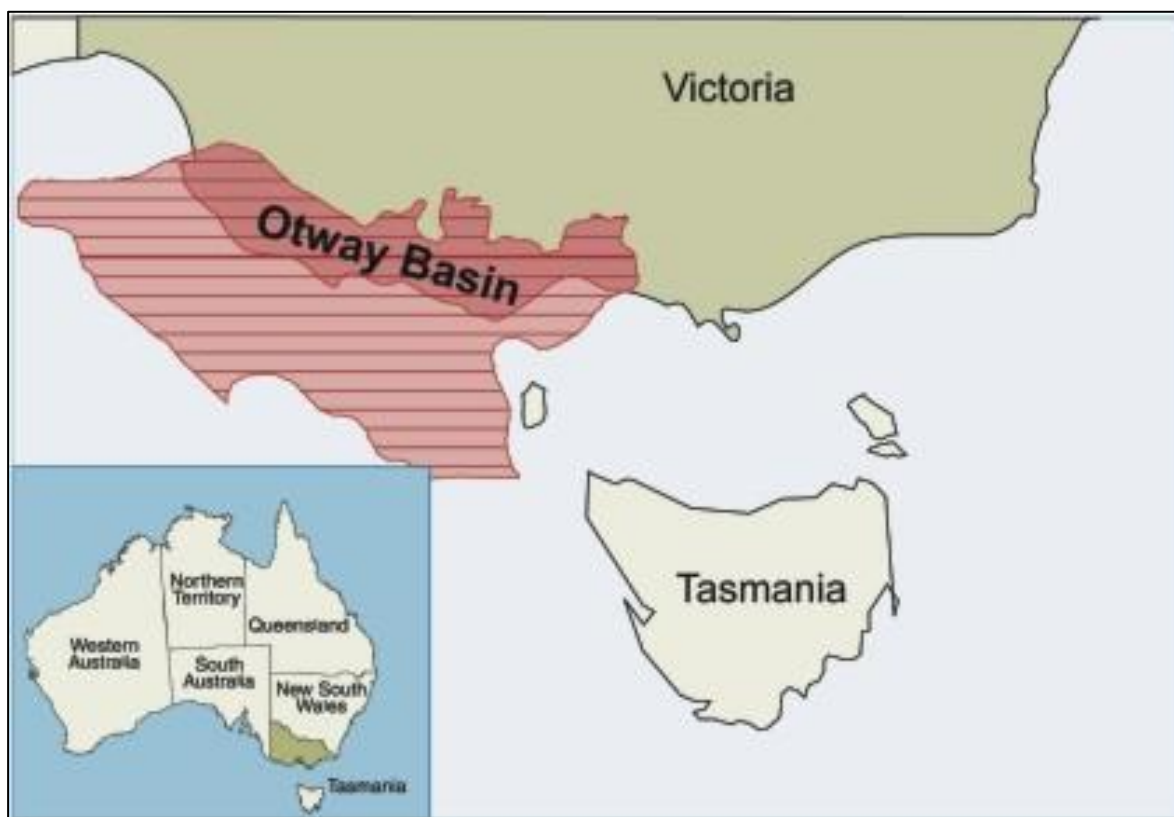 Victoria
Otway Basin
Tasmania
Northern
Territory
Queensland
Western
Australia
South
Australia
New South
Wales
Tasmania